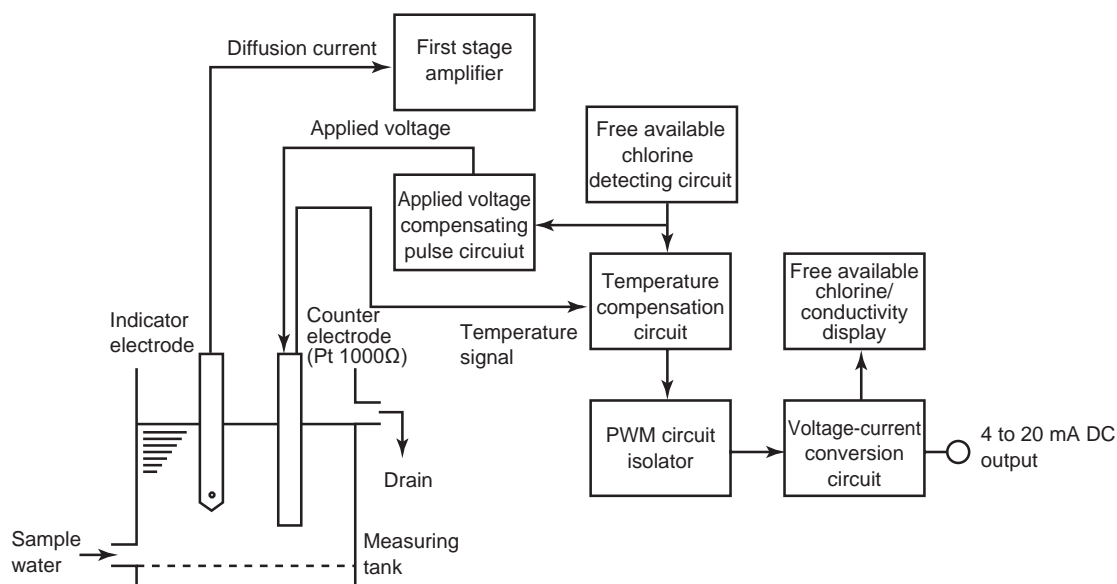 Diffusion current
First stage
amplifier
Applied voltage
Free available
chlorine
detecting circuit
Applied voltage
compensating
pulse circuiut
Temperature
compensation
circuit
Free available
chlorine/
conductivity
display
Indicator
electrode
Counter
electrode
(Pt 1000Ω)
Temperature
signal
PWM circuit
isolator
Voltage-current
conversion
circuit
4 to 20 mA DC
output
Drain
Sample
water
Measuring
tank